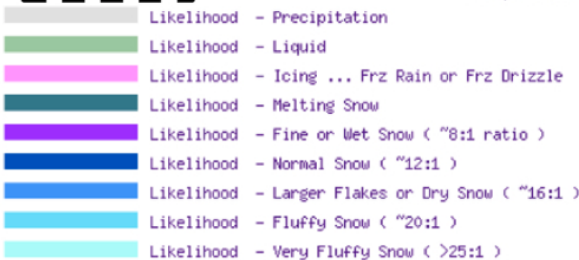 Likelihood - Precipitation
Likelihood - Liquid
Likelihood - Icing ... Frz Rain or Frz Drizzle
Likelihood - Melting Snow
Likelihood - Fine or Wet Snow ( ~8:1 ratio )
Likelihood - Normal Snow ( ~12:1 )
Likelihood - Larger Flakes or Dry Snow ( ~16:1 )
Likelihood - Fluffy Snow ( ~20:1 )
Likelihood - Very Fluffy Snow ( >25:1 )